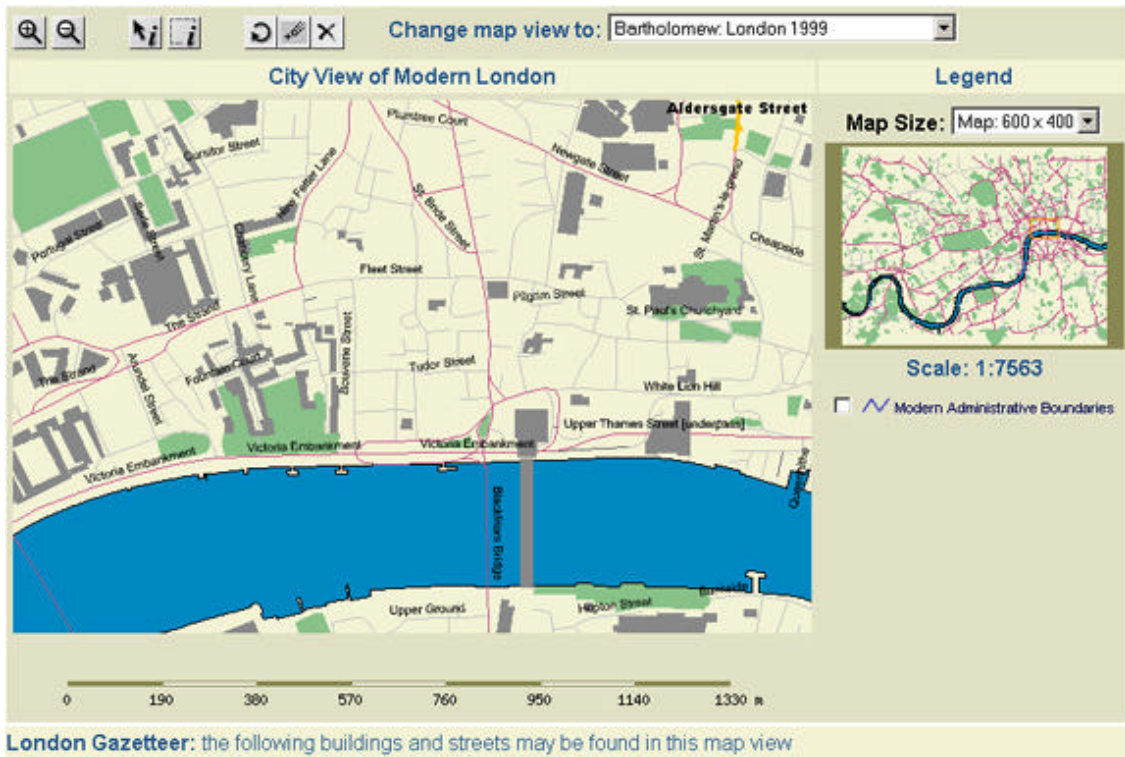 Change map view to: Bartholomew: London 1999
City View of Modern London
Legend
Map Size: Map: 600 x 400
Aldersgate Street
Plumtree Court
Cursitor Street
Newgate Street
New Fetter Lane
St. Bride Street
St. Martin's-le-grand
Portugal Street
Serle Street
Chancery Lane
Cheapside
Fleet Street
Pilgrim Street
St. Paul's Churchyard
The Strand
Bouverie Street
Fountain Court
Tudor Street
The Strand
Arundel Street
White Lion Hill
Upper Thames Street [underpass]
Victoria Embankment
Victoria Embankment
Victoria Embankment
Queenhithe
Blackfriars Bridge
Bankside
Upper Ground
Hopton Street
Scale: 1:7563
Modern Administrative Boundaries
0 190 380 570 760 950 1140 1330 m
London Gazetteer: the following buildings and streets may be found in this map view